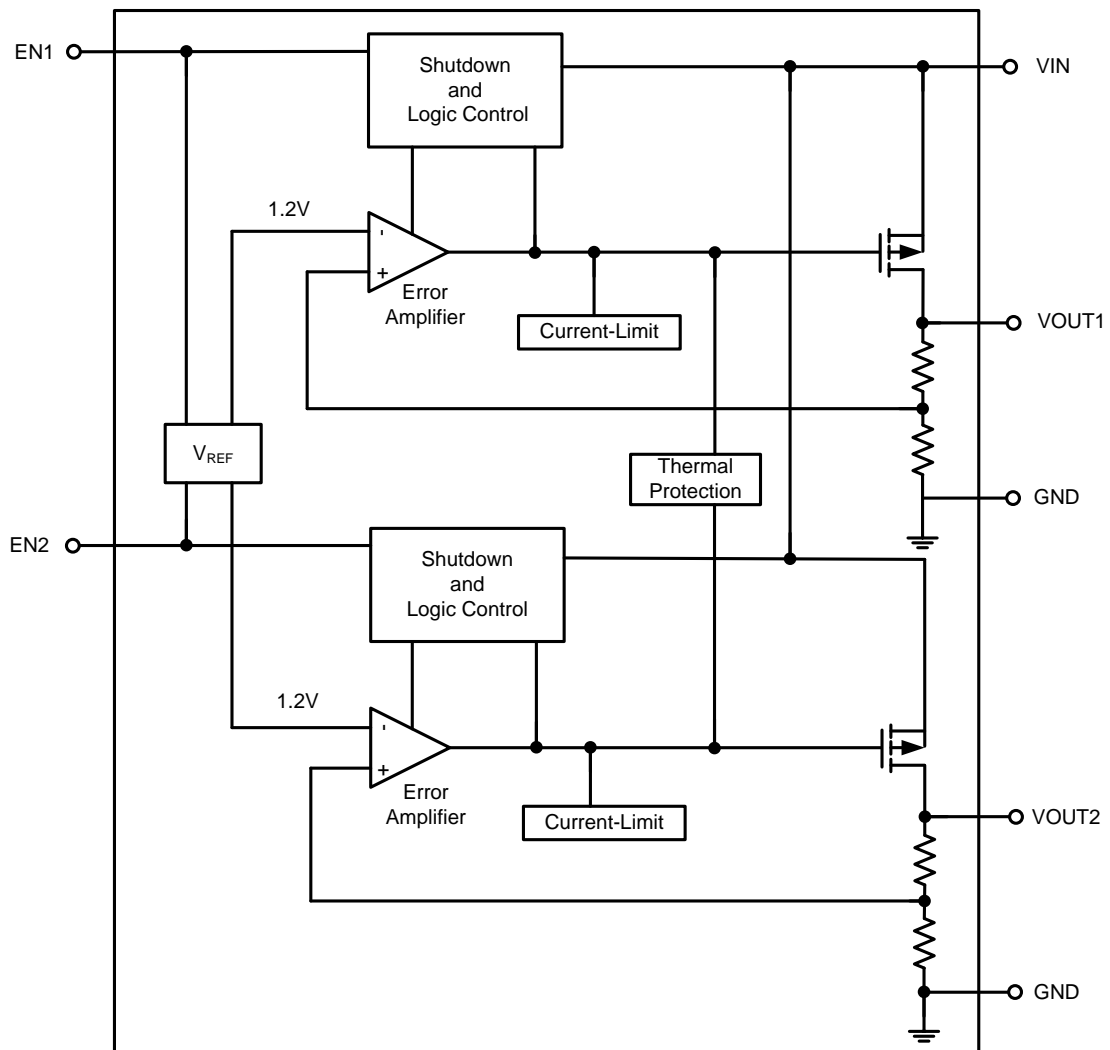 EN1
Shutdown
and
Logic Control
VIN
1.2V
-
+
Error
Amplifier
Current-Limit
VOUT1
VREF
Thermal
Protection
GND
EN2
Shutdown
and
Logic Control
1.2V
-
+
Error
Amplifier
Current-Limit
VOUT2
GND